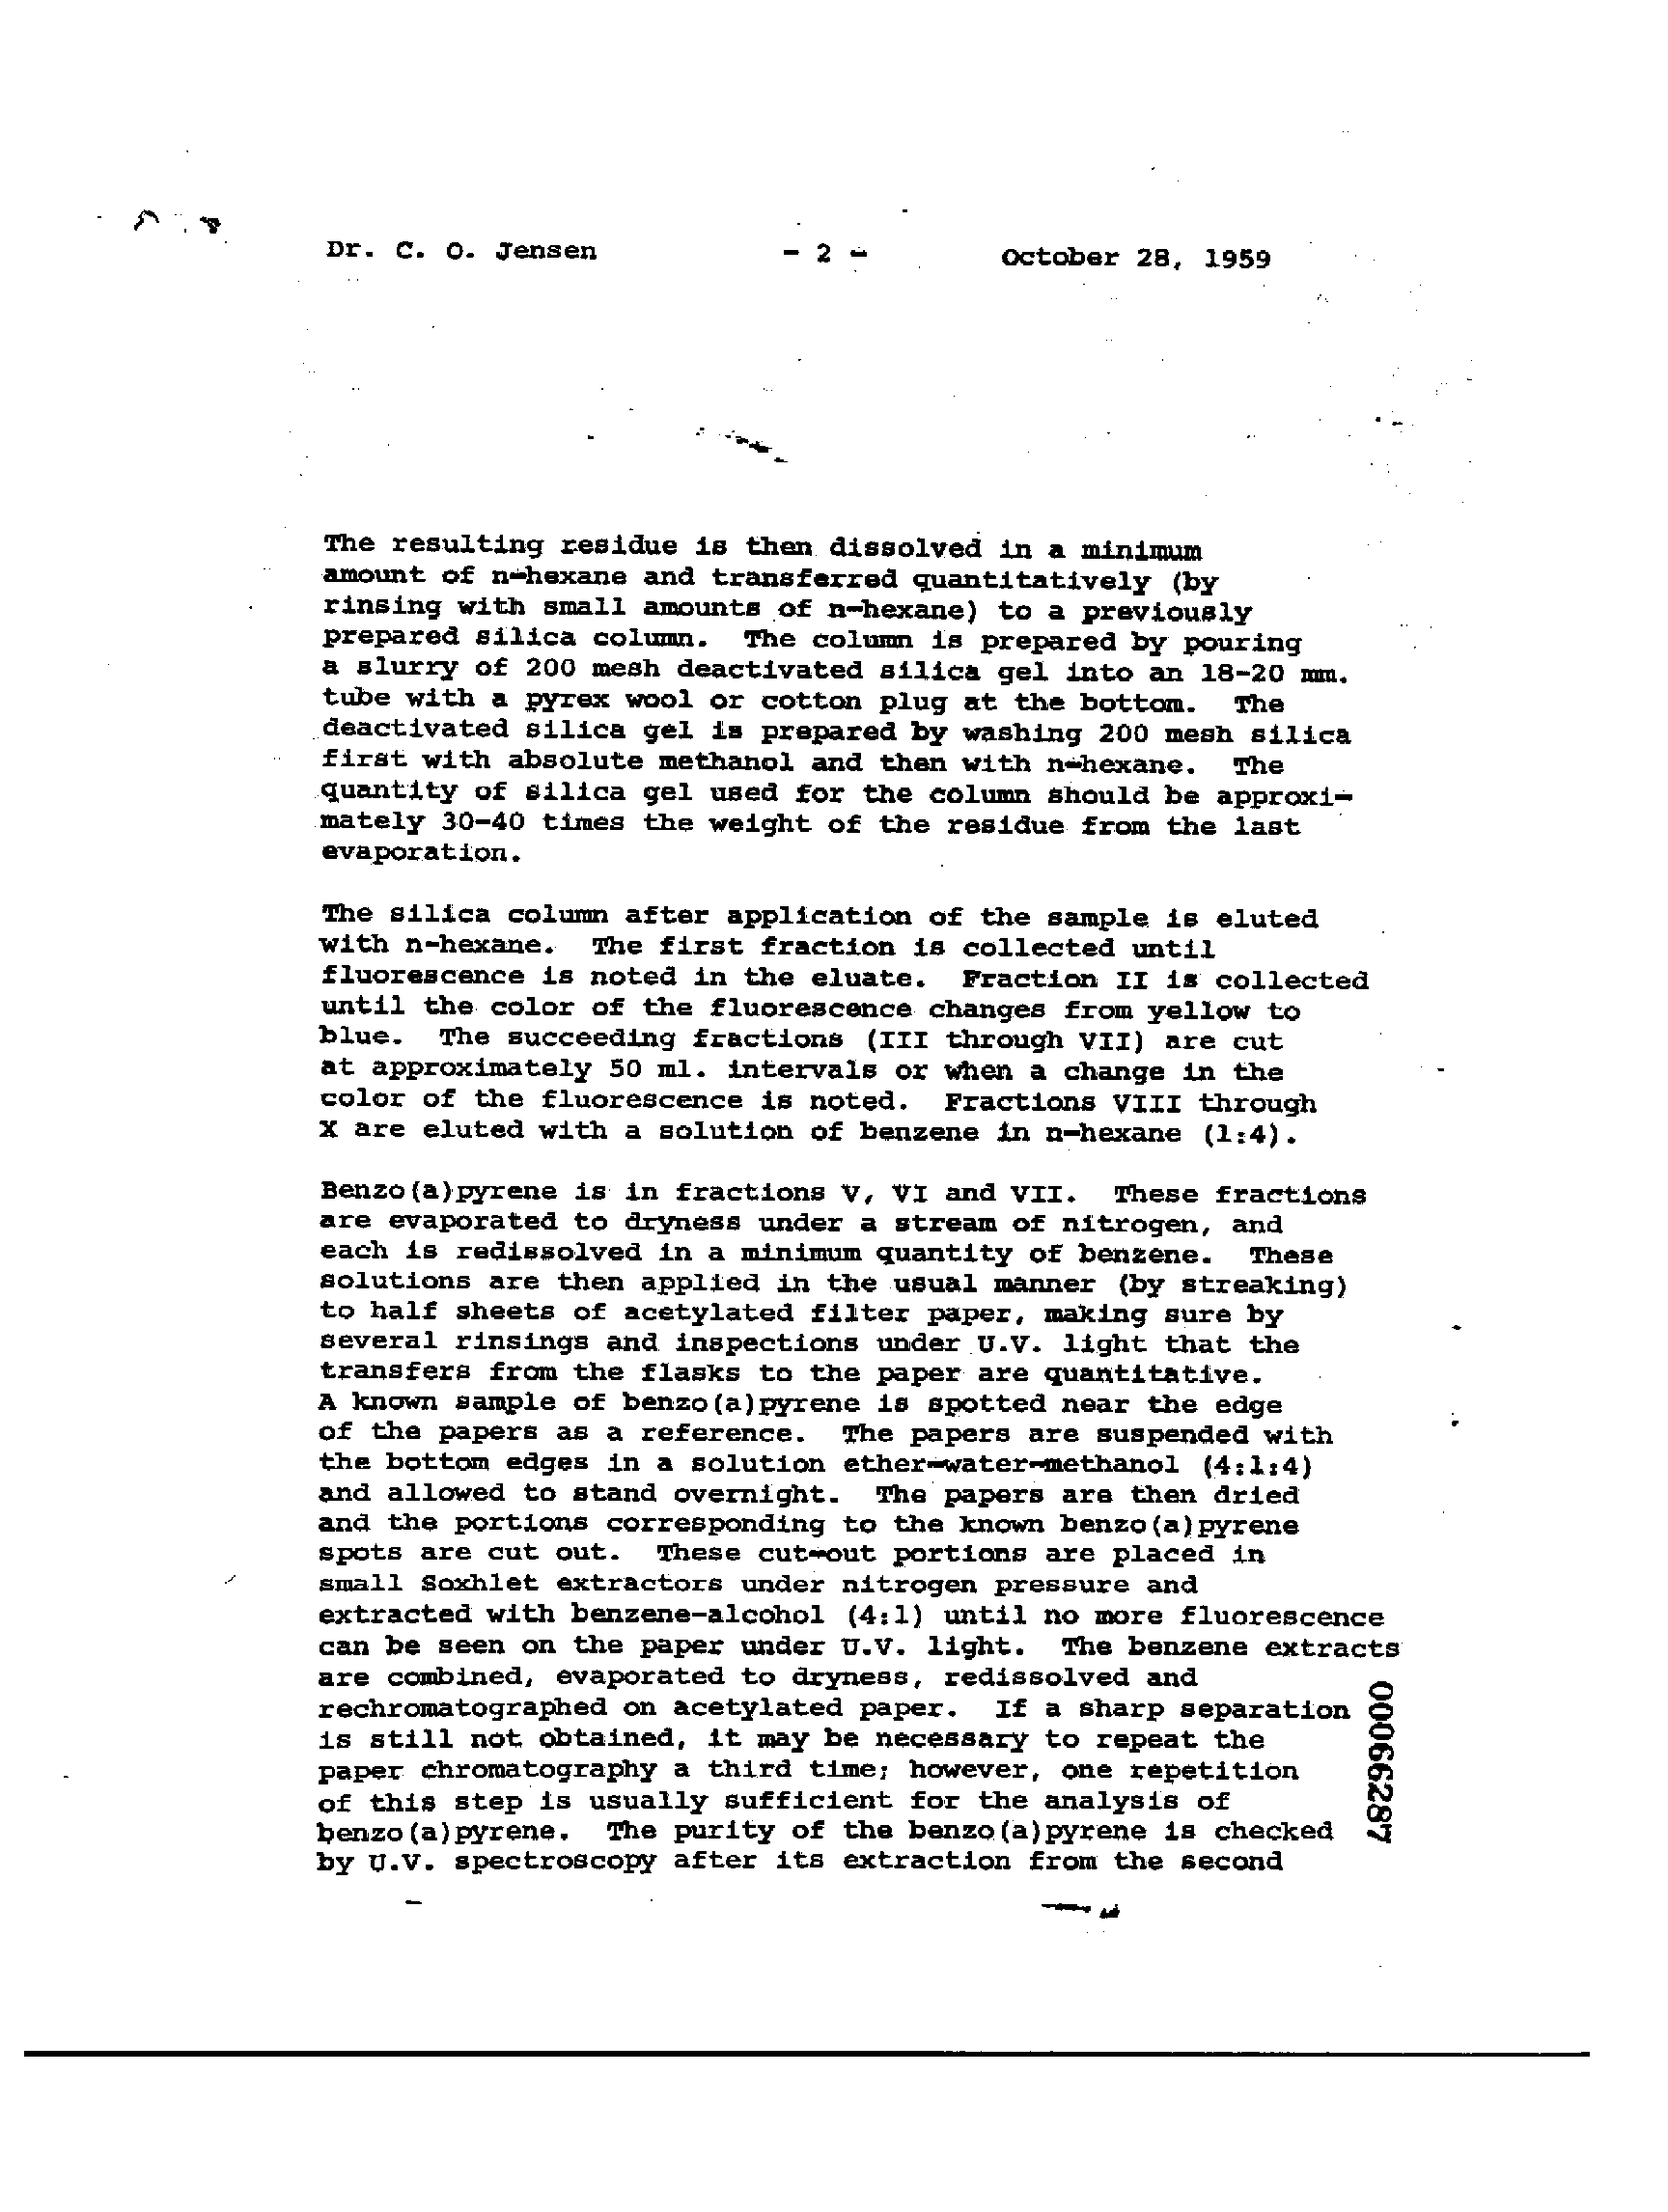 Dr. C. O. Jensen - 2 - October 28, 1959
The resulting residue is then dissolved in a minimum
amount of n-hexane and transferred quantitatively (by
rinsing with small amounts of n-hexane) to a previously
prepared silica column. The column is prepared by pouring
a slurry of 200 mesh deactivated silica gel into an 18-20 mm.
tube with a pyrex wool or cotton plug at the bottom. The
deactivated silica gel is prepared by washing 200 mesh silica
first with absolute methanol and then with n-hexane. The
quantity of silica gel used for the column should be approxi-
mately 30-40 times the weight of the residue from the last
evaporation.
The silica column after application of the sample is eluted
with n-hexane. The first fraction is collected until
fluorescence is noted in the eluate. Fraction II is collected
until the color of the fluorescence changes from yellow to
blue. The succeeding fractions (III through VII) are cut
at approximately 50 ml. intervals or when a change in the
color of the fluorescence is noted. Fractions VIII through
X are eluted with a solution of benzene in n-hexane (1:4).
Benzo(a)pyrene is in fractions V, VI and VII. These fractions
are evaporated to dryness under a stream of nitrogen, and
each is redissolved in a minimum quantity of benzene. These
solutions are then applied in the usual manner (by streaking)
to half sheets of acetylated filter paper, making sure by
several rinsings and inspections under U.V. light that the
transfers from the flasks to the paper are quantitative.
A known sample of benzo(a)pyrene is spotted near the edge
of the papers as a reference. The papers are suspended with
the bottom edges in a solution ether-water-methanol (4:1:4)
and allowed to stand overnight. The papers are then dried
and the portions corresponding to the known benzo(a)pyrene
spots are cut out. These cut-out portions are placed in
small Soxhlet extractors under nitrogen pressure and
extracted with benzene-alcohol (4:1) until no more fluorescence
can be seen on the paper under U.V. light. The benzene extracts
are combined, evaporated to dryness, redissolved and
rechromatographed on acetylated paper. If a sharp separation
is still not obtained, it may be necessary to repeat the
paper chromatography a third time; however, one repetition
of this step is usually sufficient for the analysis of
benzo(a)pyrene. The purity of the benzo(a)pyrene is checked
by U.V. spectroscopy after its extraction from the second
00066287